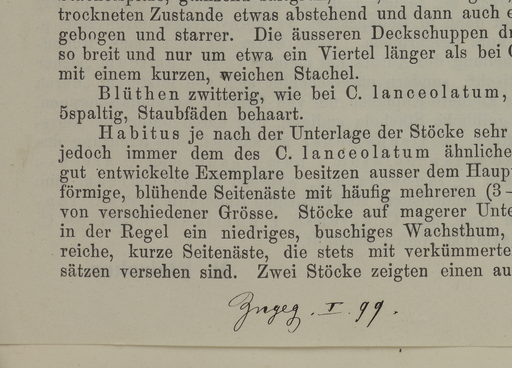 trockneten Zustande etwas abstehend und dann auch e
gebogen und starrer. Die äusseren Deckschuppen dr
so breit und nur um etwa ein Viertel länger als bei C
mit einem kurzen, weichen Stachel.
Blüthen zwitterig, wie bei C. lanceolatum,
5spaltig, Staubfäden behaart.
Habitus je nach der Unterlage der Stöcke sehr
jedoch immer dem des C. lanceolatum ähnliche
gut entwickelte Exemplare besitzen ausser dem Haup
förmige, blühende Seitenäste mit häufig mehreren (3–
von verschiedener Grösse. Stöcke auf magerer Unte
in der Regel ein niedriges, buschiges Wachsthum,
reiche, kurze Seitenäste, die stets mit verkümmerte
sätzen versehen sind. Zwei Stöcke zeigten einen au
Zugeg. I. 99.